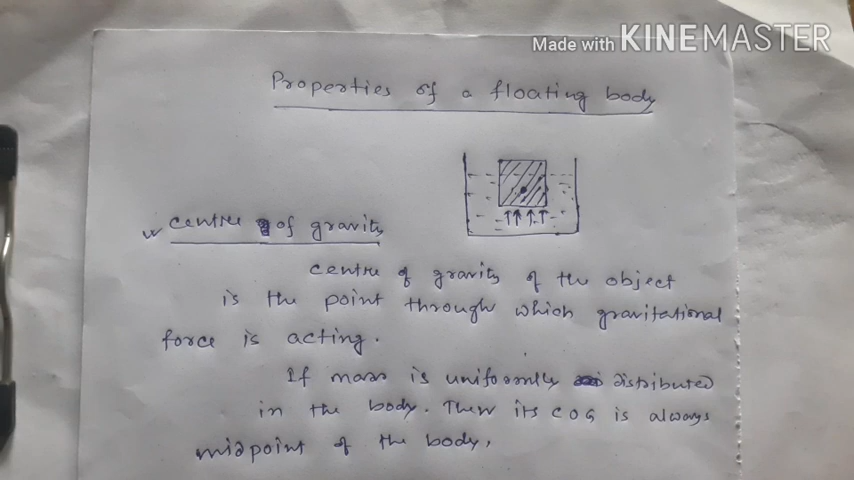 Made with KINEMASTER
Properties of a floating body
centre of gravity
centre of gravity of the object
is the point through which gravitational
force is acting.
If mass is uniformly distributed
in the body. Then its COG is always
midpoint of the body,